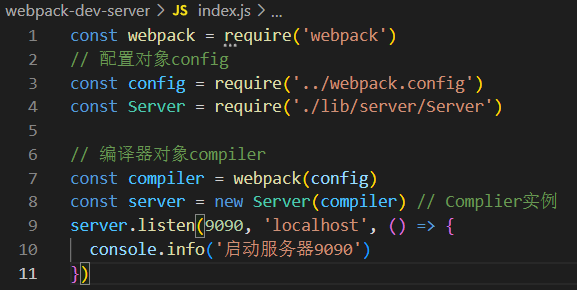 webpack-dev-server > JS index.js > ...
1 const webpack = require('webpack')
2 // 配置对象config
3 const config = require('../webpack.config')
4 const Server = require('./lib/server/Server')
5
6 // 编译器对象compiler
7 const compiler = webpack(config)
8 const server = new Server(compiler) // Complier实例
9 server.listen(9090, 'localhost', () => {
10 console.info('启动服务器9090')
11 })